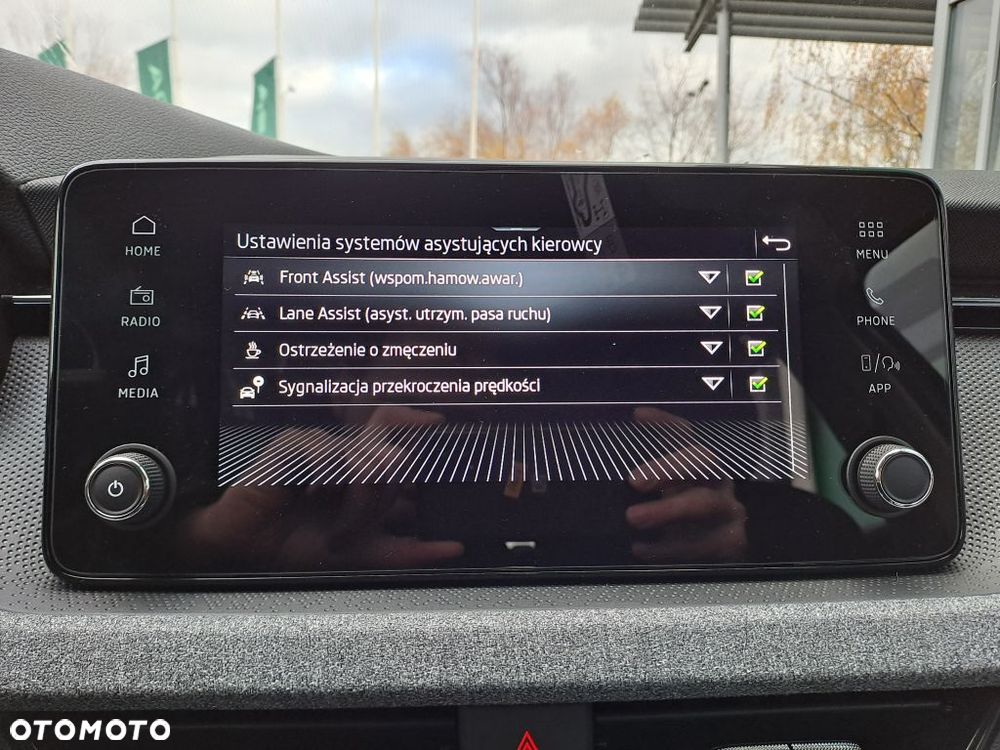 Ustawienia systemów asystujących kierowcy
HOME
MENU
Front Assist (wspom.hamow.awar.)
RADIO
Lane Assist (asyst. utrzym. pasa ruchu)
PHONE
Ostrzeżenie o zmęczeniu
MEDIA
Sygnalizacja przekroczenia prędkości
APP
OTOMOTO